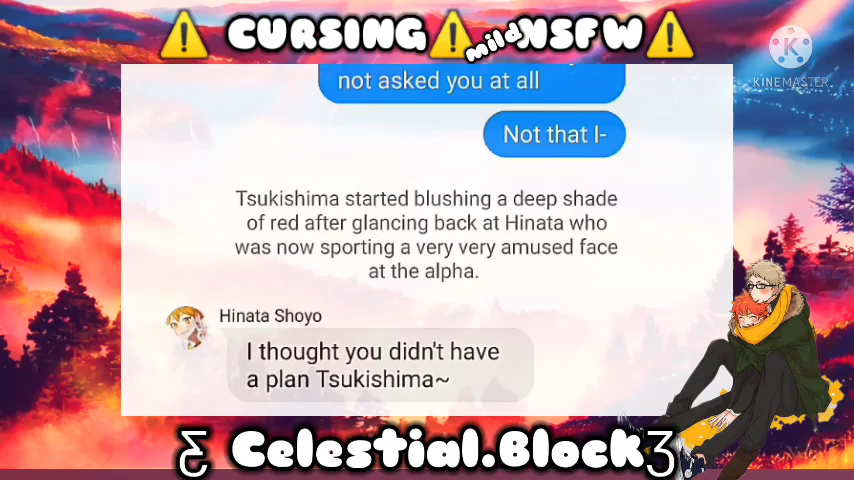 ⚠️ CURSING⚠️mild NSFW⚠️
K
KINEMASTER
not asked you at all
Not that I-
Tsukishima started blushing a deep shade
of red after glancing back at Hinata who
was now sporting a very very amused face
at the alpha.
Hinata Shoyo
I thought you didn't have
a plan Tsukishima~
Ƹ Celestial.BlockƷ